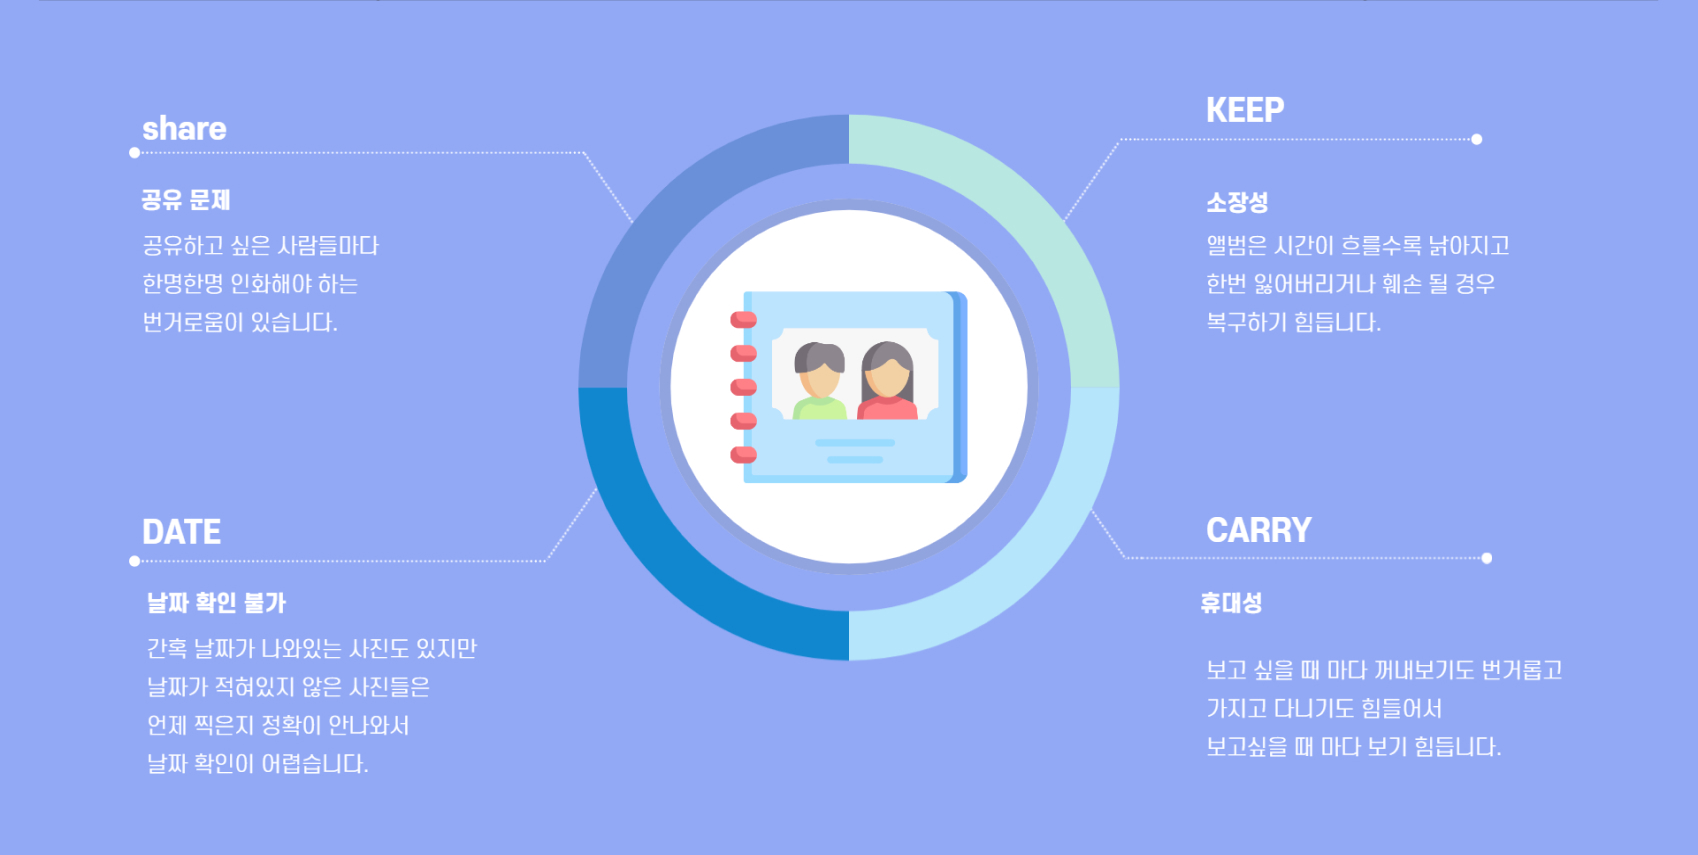 share
공유 문제
공유하고 싶은 사람들마다
한명한명 인화해야 하는
번거로움이 있습니다.
KEEP
소장성
앨범은 시간이 흐를수록 낡아지고
한번 잃어버리거나 훼손 될 경우
복구하기 힘듭니다.
DATE
날짜 확인 불가
간혹 날짜가 나와있는 사진도 있지만
날짜가 적혀있지 않은 사진들은
언제 찍은지 정확이 안나와서
날짜 확인이 어렵습니다.
CARRY
휴대성
보고 싶을 때 마다 꺼내보기도 번거롭고
가지고 다니기도 힘들어서
보고싶을 때 마다 보기 힘듭니다.